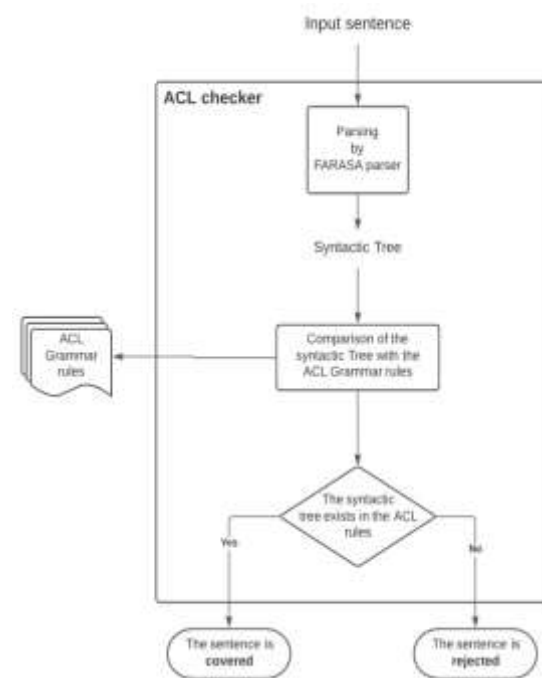 Input sentence
ACL checker
Parsing
by
FARASA parser
Syntactic Tree
Comparison of the
syntactic Tree with the
ACL Grammar rules
ACL
Grammar
rules
The syntactic
tree exists in the ACL
rules
Yes
No
The sentence is
covered
The sentence is
rejected